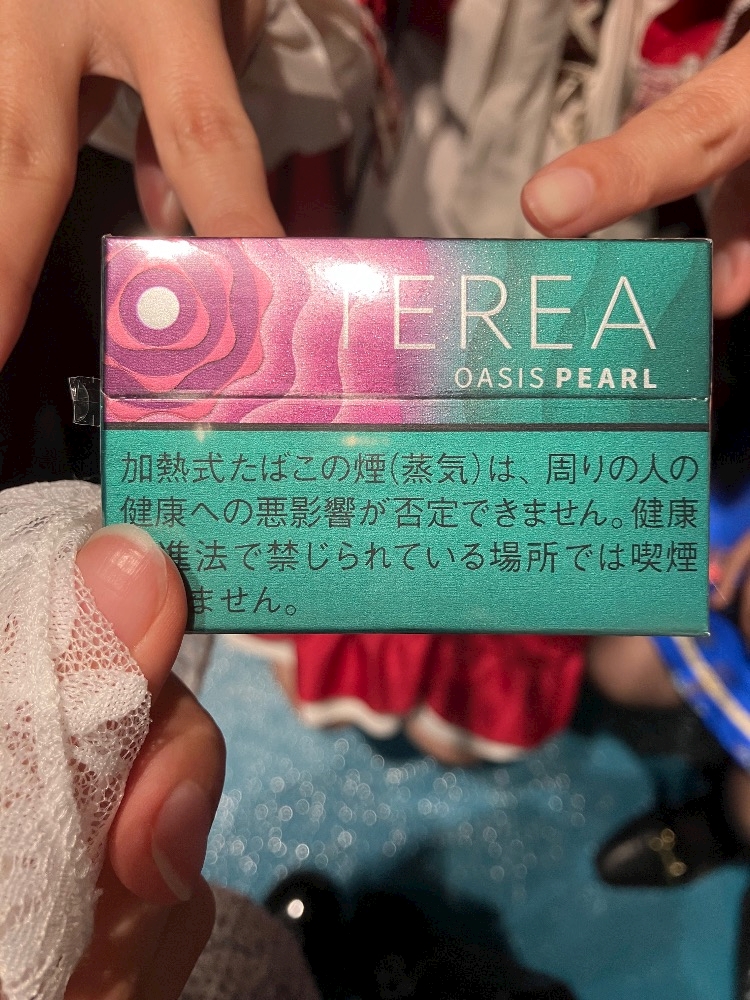 TEREA
OASIS PEARL
加熱式たばこの煙(蒸気)は、周りの人の
健康への悪影響が否定できません。健康
進法で禁じられている場所では喫煙
ません。